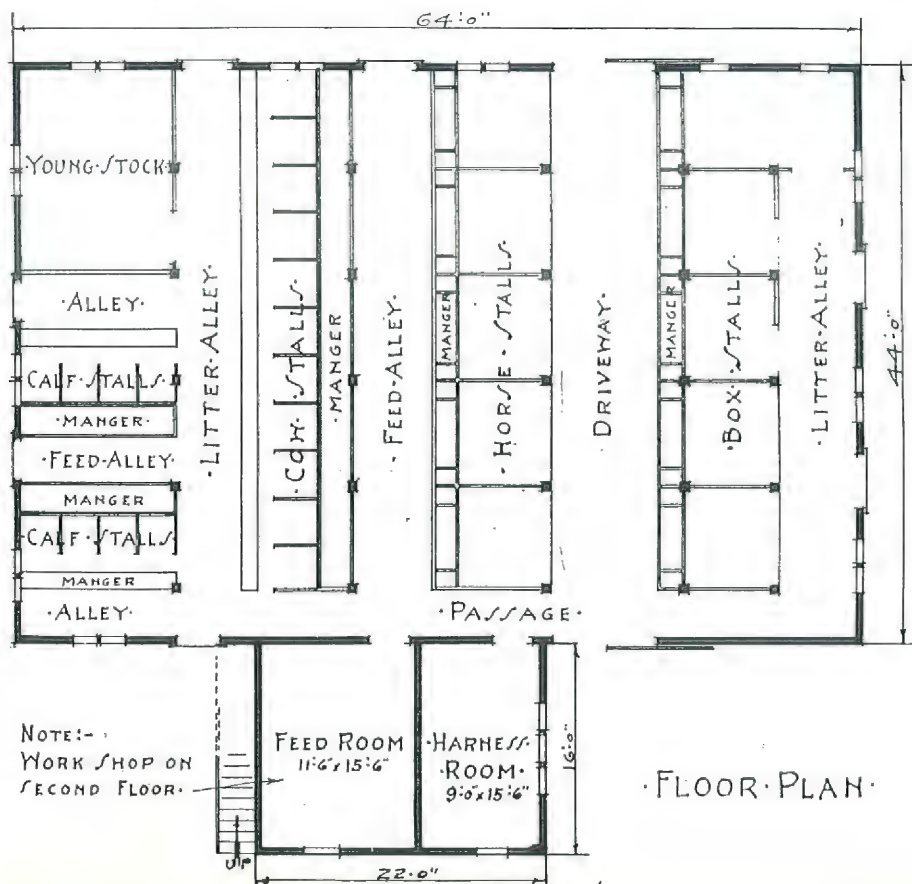 64'-0"
·YOUNG·STOCK·
·ALLEY·
CALF·STALLS·
·MANGER·
·FEED·ALLEY·
MANGER
·CALF·STALLS
MANGER
·ALLEY·
·LITTER·ALLEY·
·COW·STALLS·
MANGER
·FEED·ALLEY·
MANGER
·HORSE·STALLS·
DRIVEWAY
MANGER
·BOX·STALLS·
LITTER·ALLEY·
44'-0"
·PASSAGE·
NOTE:-
WORK SHOP ON
SECOND FLOOR·
UP
FEED ROOM
11'-6"x15'-6"
·HARNESS·
·ROOM·
9'-0"x15'-6"
16'-0"
22'-0"
·FLOOR·PLAN·